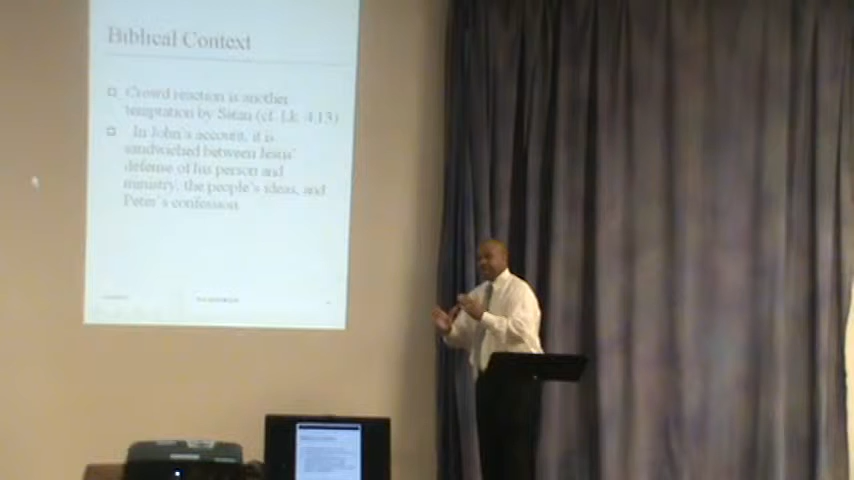 Biblical Context
Crowd reaction is another
temptation by Satan (cf. Lk. 4:13)
In John's account, it is
sandwiched between Jesus'
defense of his person and
ministry, the people's ideas, and
Peter's confession